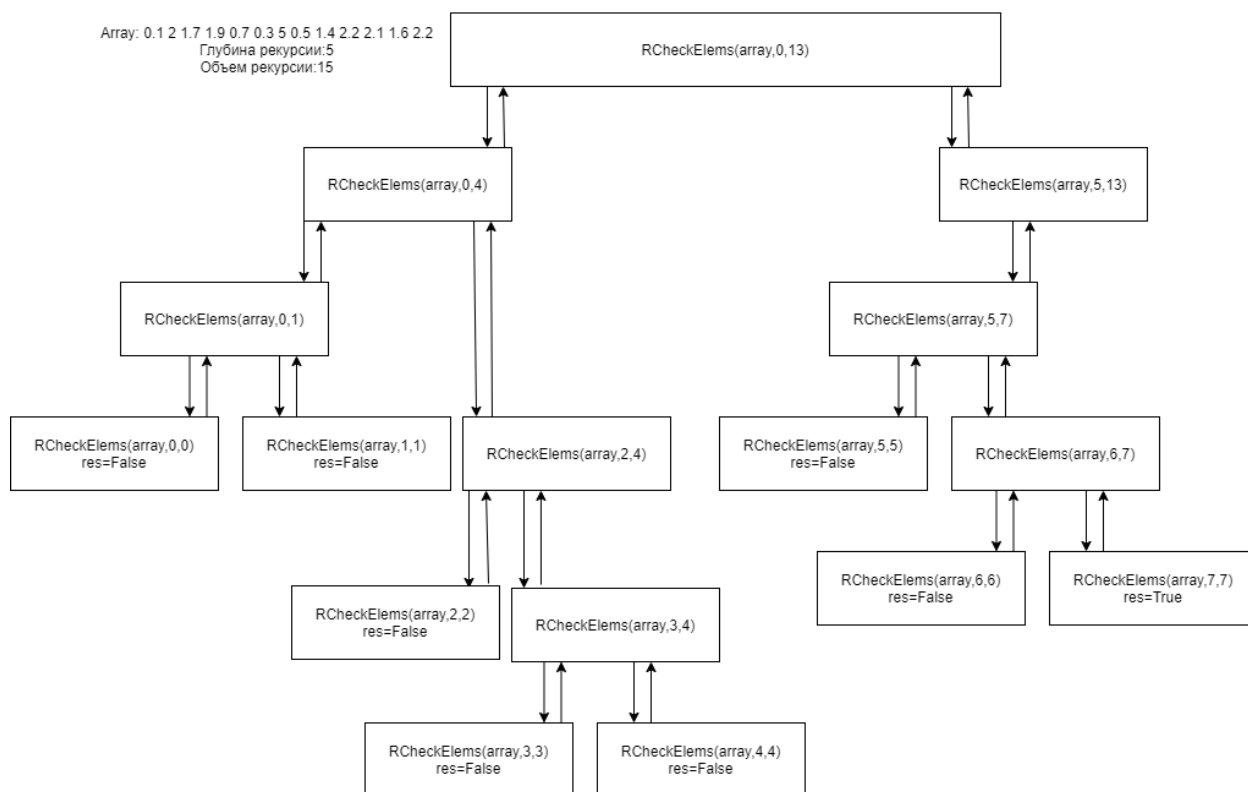 Array: 0.1 2 1.7 1.9 0.7 0.3 5 0.5 1.4 2.2 2.1 1.6 2.2
Глубина рекурсии:5
Объем рекурсии:15
RCheckElems(array,0,13)
RCheckElems(array,0,4)
RCheckElems(array,5,13)
RCheckElems(array,0,1)
RCheckElems(array,5,7)
RCheckElems(array,0,0)
res=False
RCheckElems(array,1,1)
res=False
RCheckElems(array,2,4)
RCheckElems(array,5,5)
res=False
RCheckElems(array,6,7)
RCheckElems(array,2,2)
res=False
RCheckElems(array,3,4)
RCheckElems(array,6,6)
res=False
RCheckElems(array,7,7)
res=True
RCheckElems(array,3,3)
res=False
RCheckElems(array,4,4)
res=False